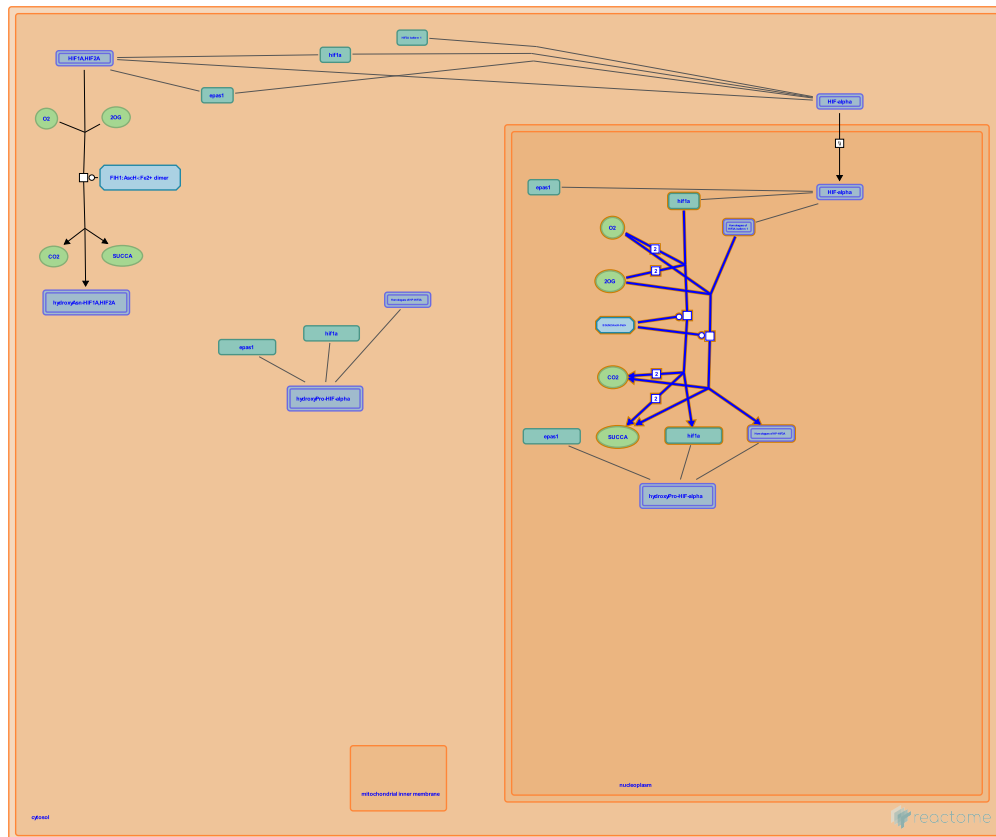 HIF1A,HIF2A
hif1a
epas1
HIF-alpha
O2
2OG
FIH1:AscH-:Fe2+ dimer
CO2
SUCCA
hydroxyAsn-HIF1A,HIF2A
epas1
hif1a
hydroxyPro-HIF-alpha
HIF-alpha
epas1
hif1a
O2
2
2OG
2
CO2
2
2
SUCCA
epas1
hif1a
hydroxyPro-HIF-alpha
mitochondrial inner membrane
nucleoplasm
cytosol
reactome